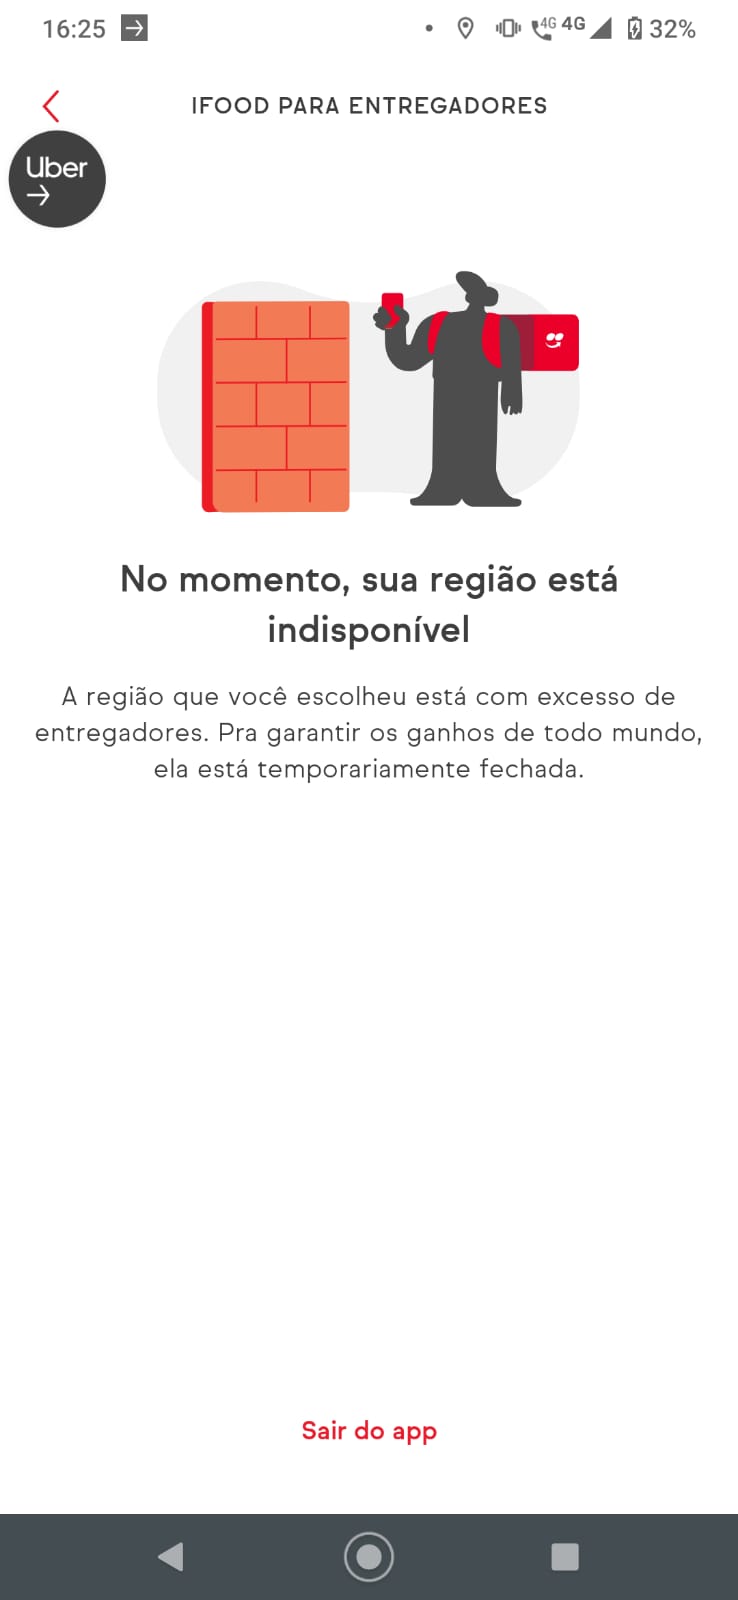 16:25
4G 4G 32%
IFOOD PARA ENTREGADORES
Uber
No momento, sua região está
indisponível
A região que você escolheu está com excesso de
entregadores. Pra garantir os ganhos de todo mundo,
ela está temporariamente fechada.
Sair do app